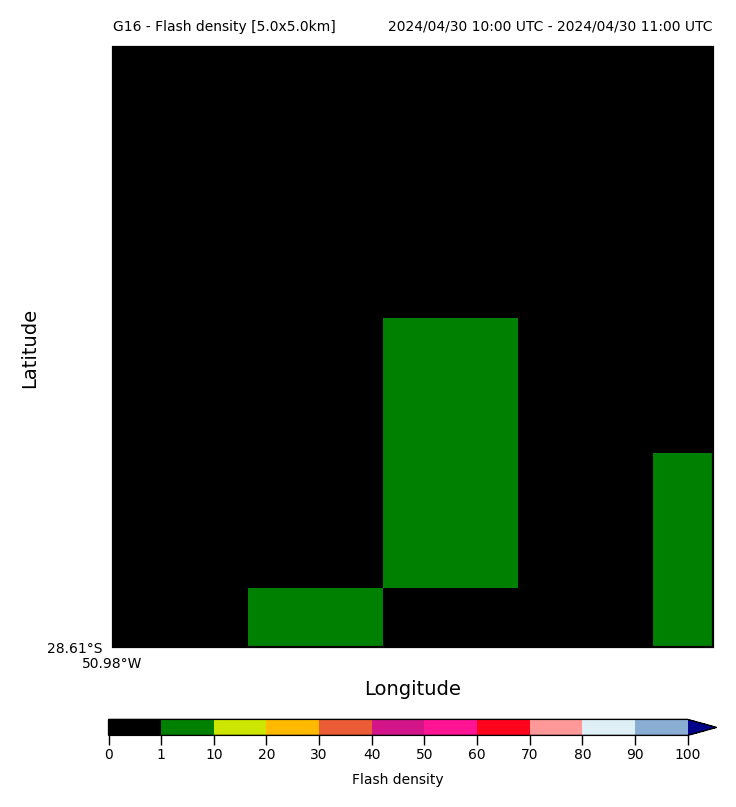 G16 - Flash density [5.0x5.0km] 2024/04/30 10:00 UTC - 2024/04/30 11:00 UTC
Latitude
28.61°S
50.98°W
Longitude
0 1 10 20 30 40 50 60 70 80 90 100
Flash density